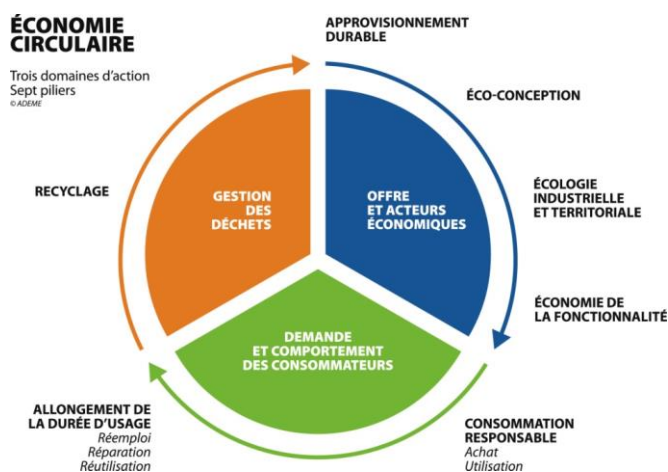 ÉCONOMIE
CIRCULAIRE
Trois domaines d'action
Sept piliers
© ADEME
APPROVISIONNEMENT
DURABLE
ÉCO-CONCEPTION
ÉCOLOGIE
INDUSTRIELLE
ET TERRITORIALE
ÉCONOMIE DE
LA FONCTIONNALITÉ
CONSOMMATION
RESPONSABLE
Achat
Utilisation
ALLONGEMENT DE
LA DURÉE D'USAGE
Réemploi
Réparation
Réutilisation
RECYCLAGE
GESTION
DES
DÉCHETS
OFFRE
ET ACTEURS
ÉCONOMIQUES
DEMANDE
ET COMPORTEMENT
DES CONSOMMATEURS